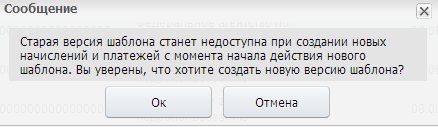 Сообщение
Старая версия шаблона станет недоступна при создании новых
начислений и платежей с момента начала действия нового
шаблона. Вы уверены, что хотите создать новую версию шаблона?
Ок
Отмена